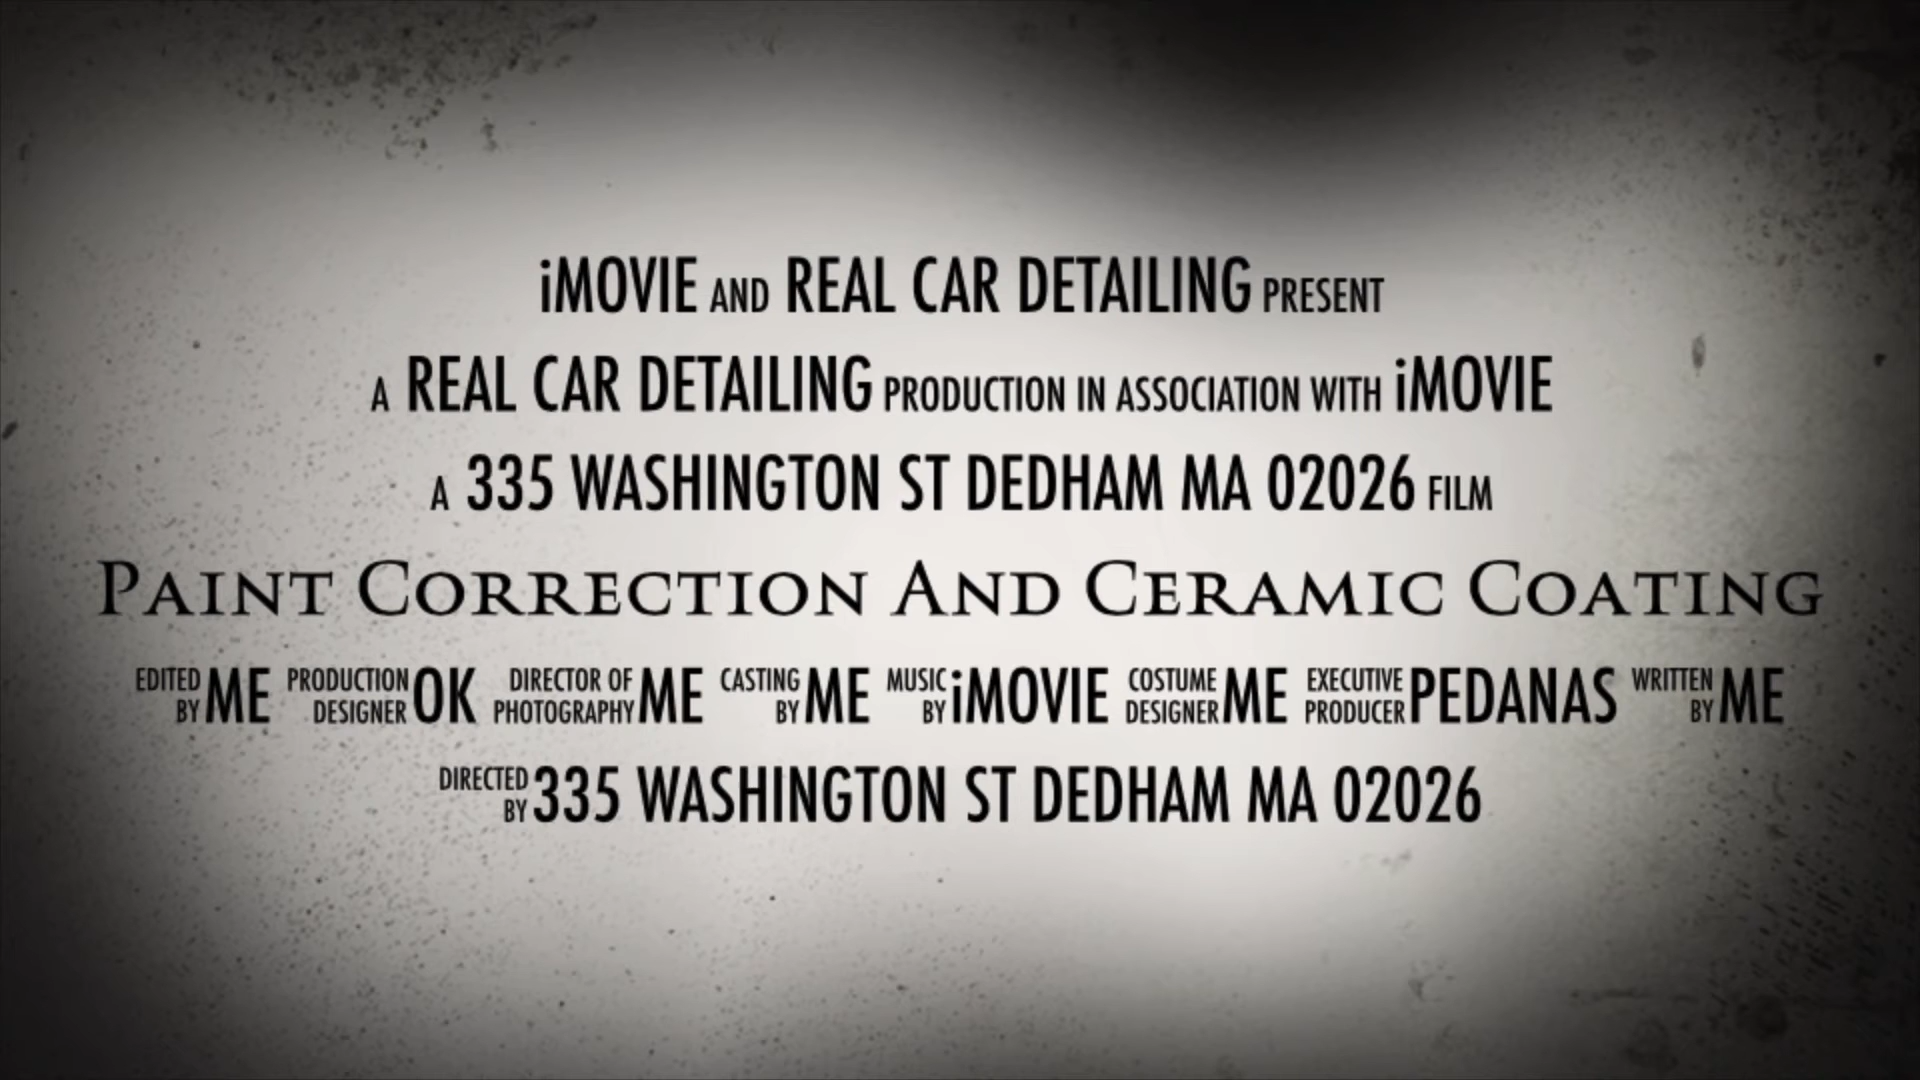 iMOVIE AND REAL CAR DETAILING PRESENT
A REAL CAR DETAILING PRODUCTION IN ASSOCIATION WITH iMOVIE
A 335 WASHINGTON ST DEDHAM MA 02026 FILM
PAINT CORRECTION AND CERAMIC COATING
EDITED BY ME PRODUCTION DESIGNER OK DIRECTOR OF PHOTOGRAPHY ME CASTING BY ME MUSIC BY iMOVIE COSTUME DESIGNER ME EXECUTIVE PRODUCER PEDANAS WRITTEN BY ME
DIRECTED BY 335 WASHINGTON ST DEDHAM MA 02026